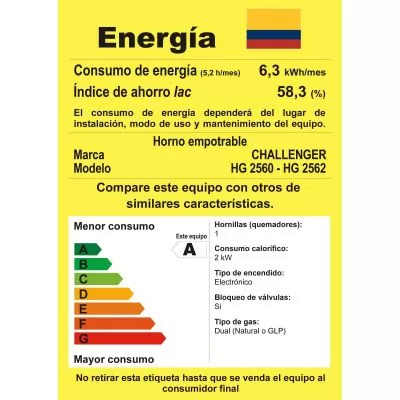 Energía
Consumo de energía (5,2 h/mes) 6,3 kWh/mes
Índice de ahorro Iac 58,3 (%)
El consumo de energía dependerá del lugar de
instalación, modo de uso y mantenimiento del equipo.
Horno empotrable
Marca CHALLENGER
Modelo HG 2560 - HG 2562
Compare este equipo con otros de
similares características.
Menor consumo
Este equipo
A A
B
C
D
E
F
G
Mayor consumo
Hornillas (quemadores):
1
Consumo calorífico:
2 kW
Tipo de encendido:
Electrónico
Bloqueo de válvulas:
Si
Tipo de gas:
Dual (Natural o GLP)
No retirar esta etiqueta hasta que se venda el equipo al
consumidor final